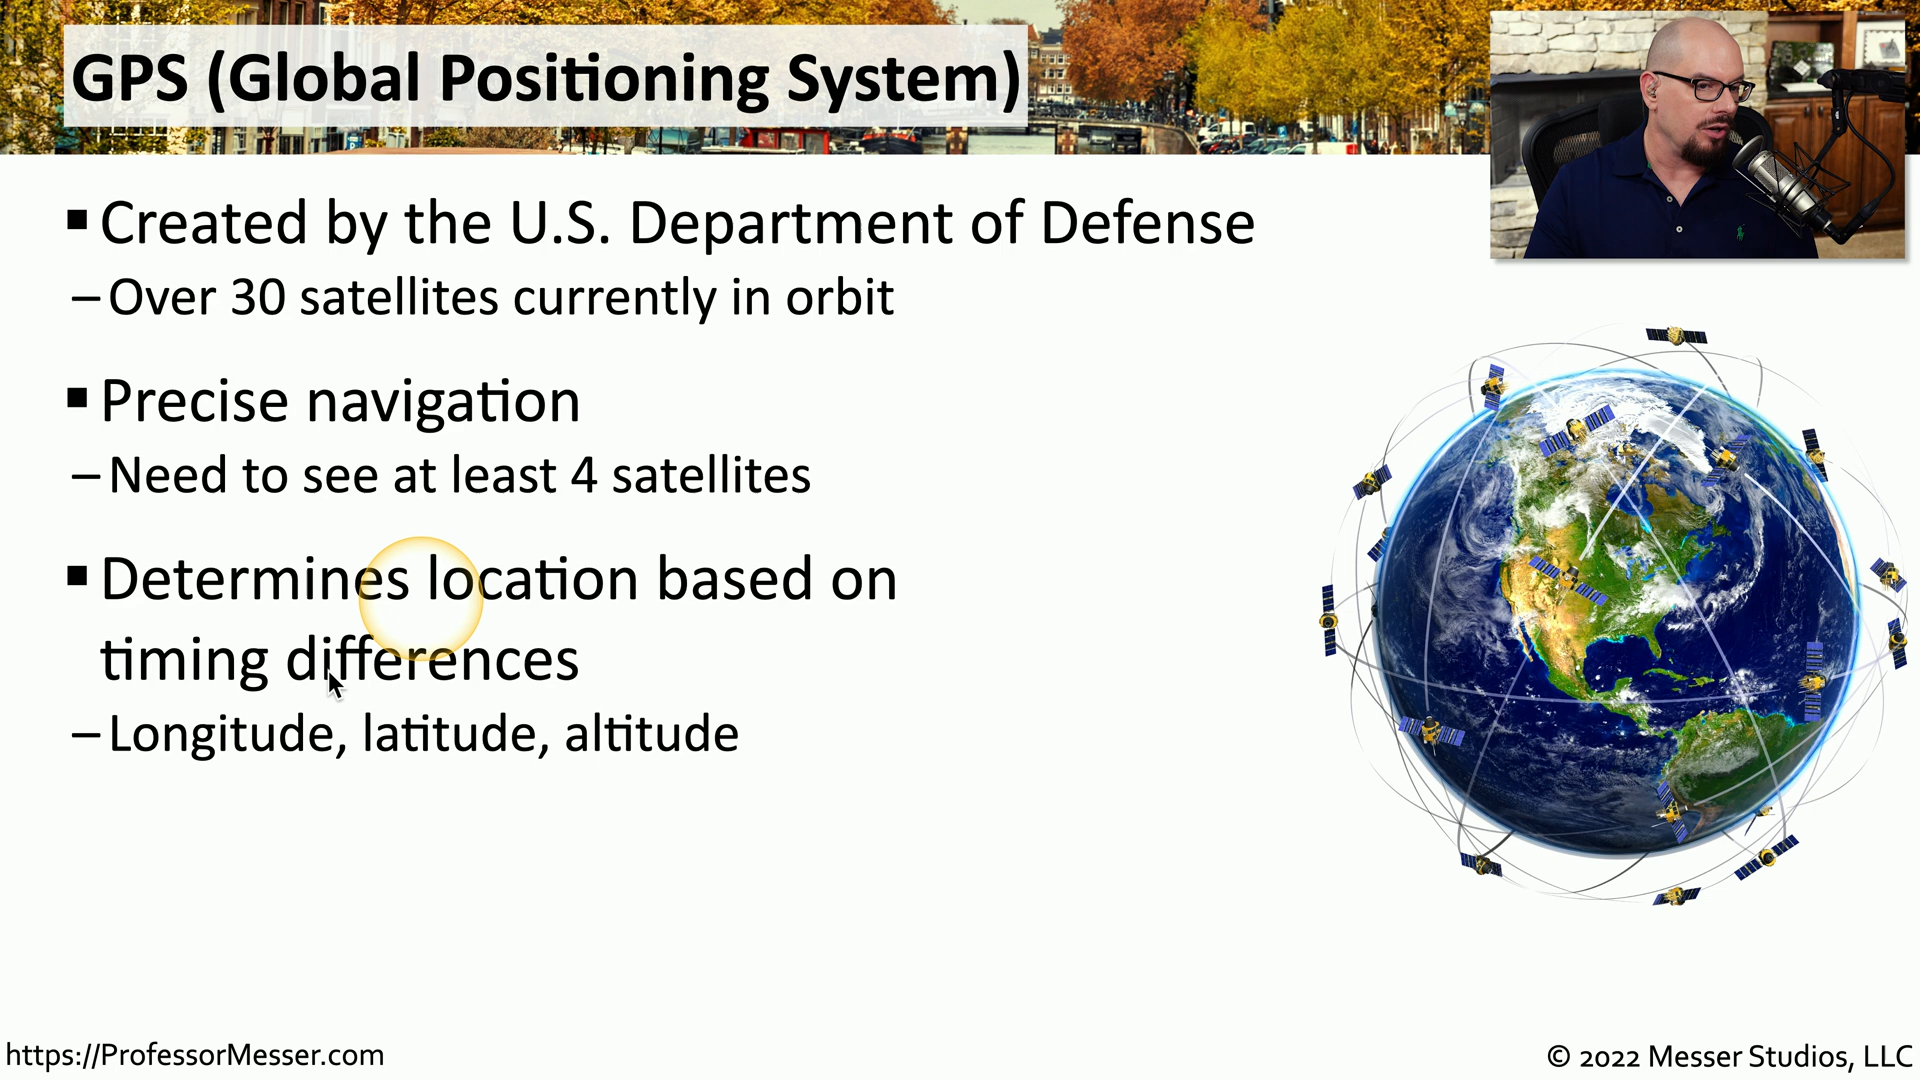 GPS (Global Positioning System)
▪ Created by the U.S. Department of Defense
– Over 30 satellites currently in orbit
▪ Precise navigation
– Need to see at least 4 satellites
▪ Determines location based on
timing differences
– Longitude, latitude, altitude
https://ProfessorMesser.com
© 2022 Messer Studios, LLC